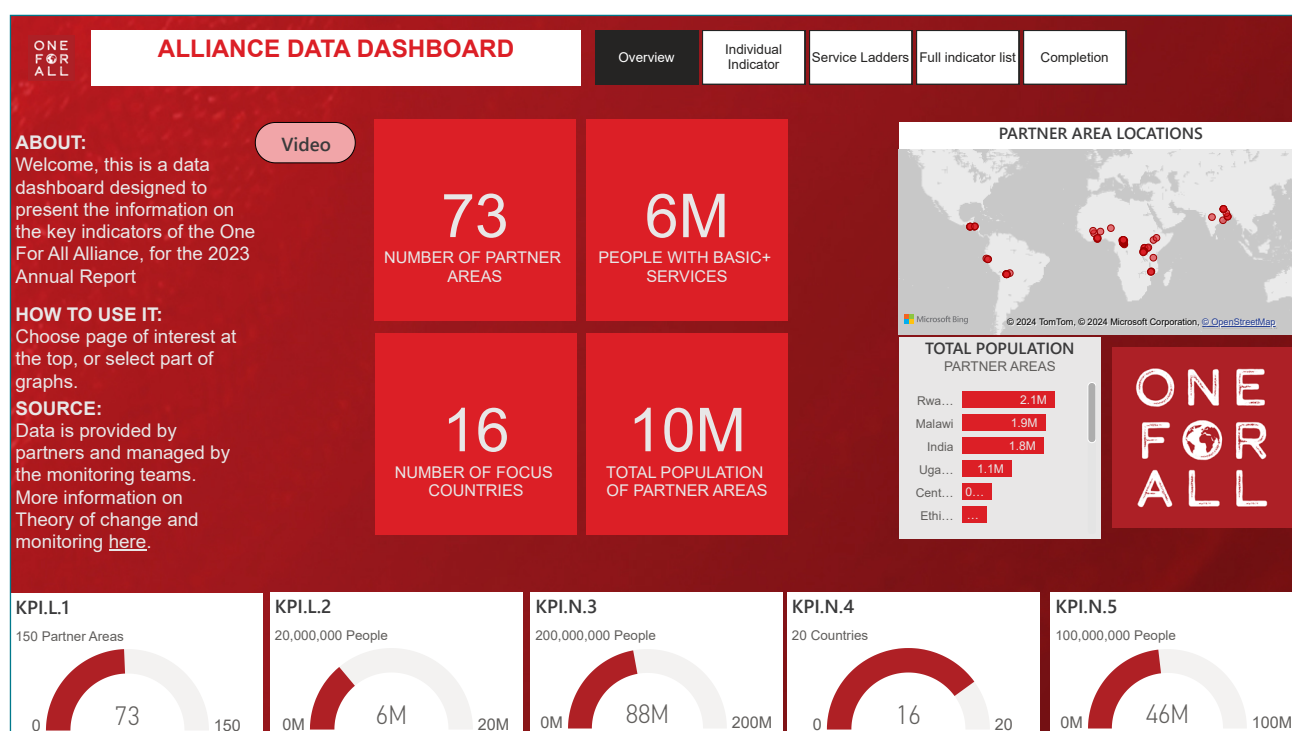 ONE
FOR
ALL
ALLIANCE DATA DASHBOARD
Overview
Individual
Indicator
Service Ladders
Full indicator list
Completion
ABOUT:
Welcome, this is a data
dashboard designed to
present the information on
the key indicators of the One
For All Alliance, for the 2023
Annual Report
HOW TO USE IT:
Choose page of interest at
the top, or select part of
graphs.
SOURCE:
Data is provided by
partners and managed by
the monitoring teams.
More information on
Theory of change and
monitoring here.
Video
73
NUMBER OF PARTNER
AREAS
6M
PEOPLE WITH BASIC+
SERVICES
16
NUMBER OF FOCUS
COUNTRIES
10M
TOTAL POPULATION
OF PARTNER AREAS
PARTNER AREA LOCATIONS
Microsoft Bing
© 2024 TomTom, © 2024 Microsoft Corporation, © OpenStreetMap
TOTAL POPULATION
PARTNER AREAS
Rwa... 2.1M
Malawi 1.9M
India 1.8M
Uga... 1.1M
Cent... 0...
Ethi... ...
ONE
FOR
ALL
KPI.L.1
150 Partner Areas
73
0 150
KPI.L.2
20,000,000 People
6M
0M 20M
KPI.N.3
200,000,000 People
88M
0M 200M
KPI.N.4
20 Countries
16
0 20
KPI.N.5
100,000,000 People
46M
0M 100M